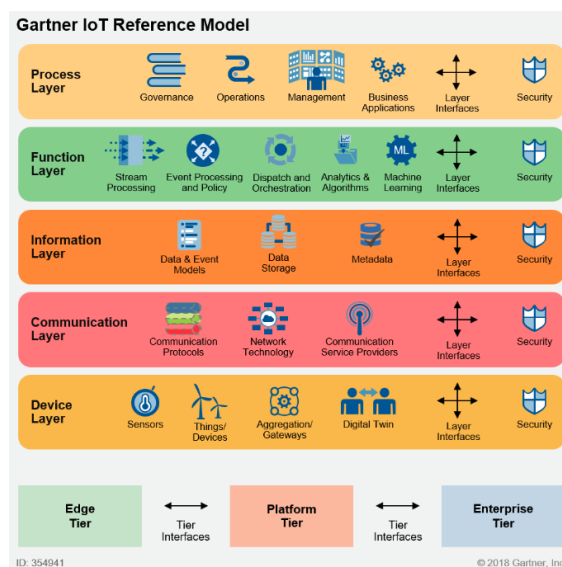 Gartner IoT Reference Model
Process
Layer
Governance
Operations
Management
Business
Applications
Layer
Interfaces
Security
Function
Layer
Stream
Processing
Event Processing
and Policy
Dispatch and
Orchestration
Analytics &
Algorithms
ML
Machine
Learning
Layer
Interfaces
Security
Information
Layer
Data & Event
Models
Data
Storage
Metadata
Layer
Interfaces
Security
Communication
Layer
Communication
Protocols
Network
Technology
Communication
Service Providers
Layer
Interfaces
Security
Device
Layer
Sensors
Things/
Devices
Aggregation/
Gateways
Digital Twin
Layer
Interfaces
Security
Edge
Tier
Tier
Interfaces
Platform
Tier
Tier
Interfaces
Enterprise
Tier
ID: 354941
© 2018 Gartner, Inc